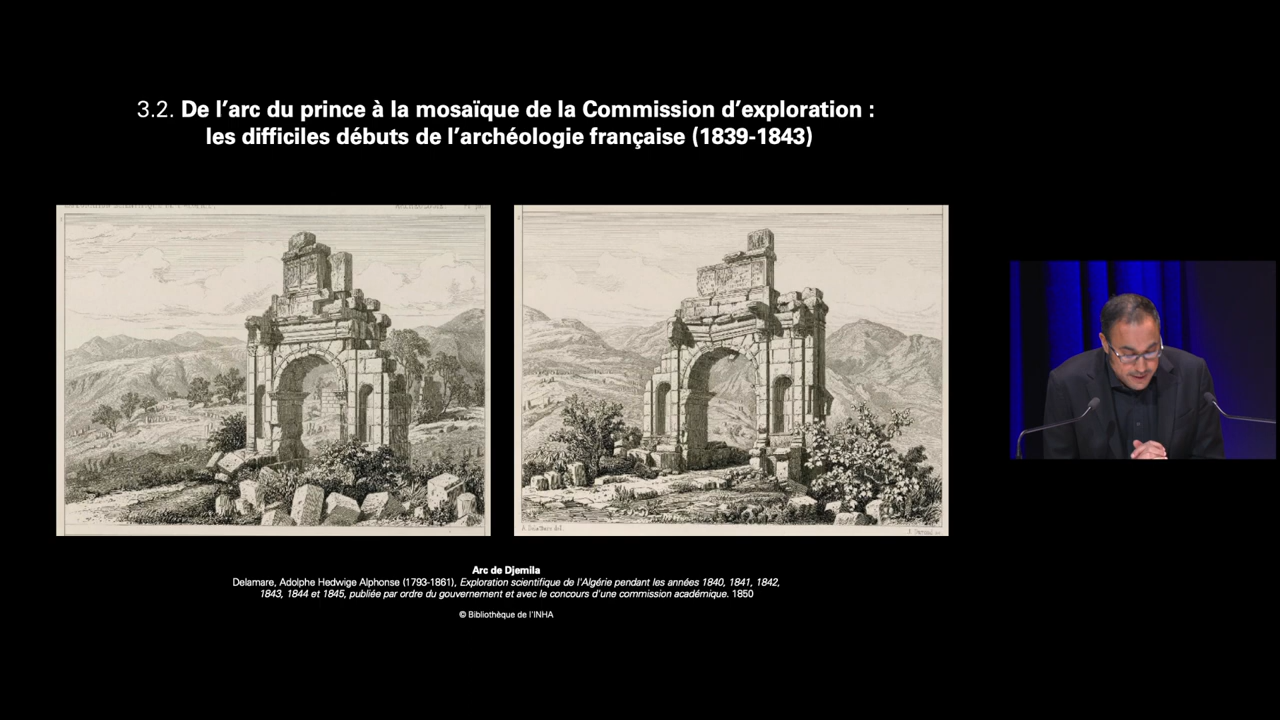 3.2. De l'arc du prince à la mosaïque de la Commission d'exploration :
les difficiles débuts de l'archéologie française (1839-1843)
A. Delamare del.
Arc de Djemila
Delamare, Adolphe Hedwige Alphonse (1793-1861), Exploration scientifique de l'Algérie pendant les années 1840, 1841, 1842,
1843, 1844 et 1845, publiée par ordre du gouvernement et avec le concours d'une commission académique. 1850
© Bibliothèque de l'INHA